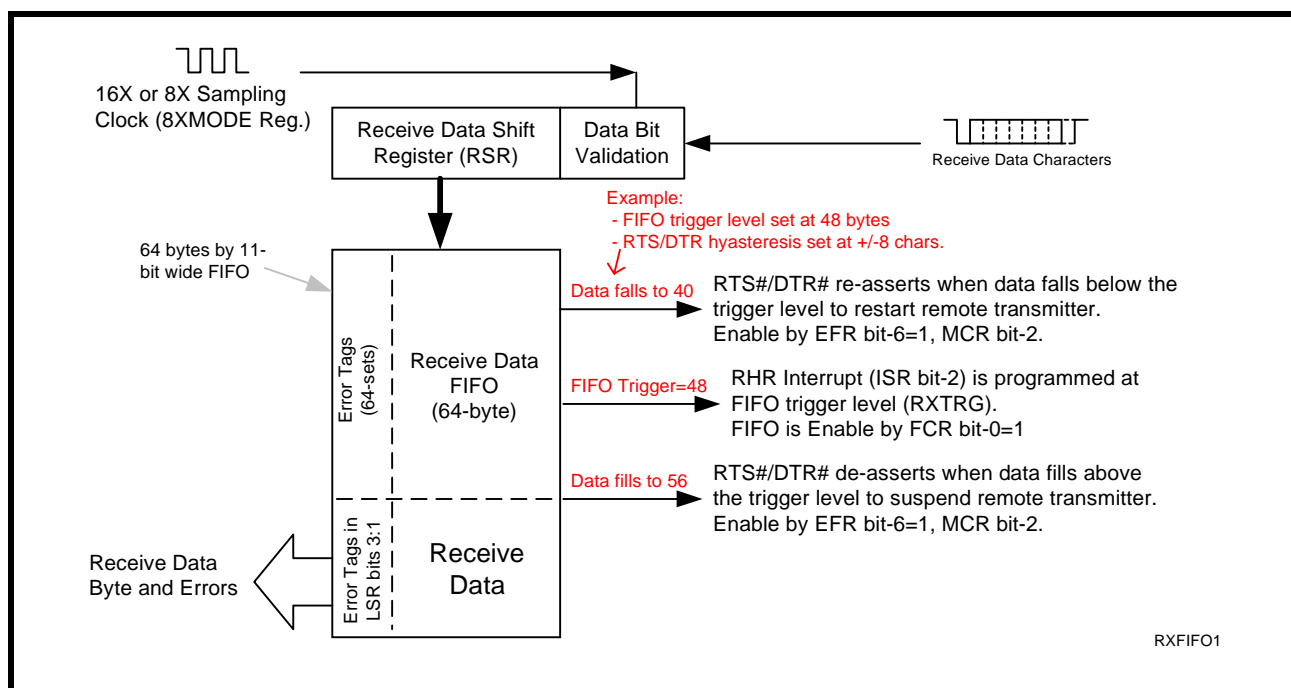 16X or 8X Sampling
Clock (8XMODE Reg.)
Receive Data Shift
Register (RSR)
Data Bit
Validation
Receive Data Characters
Example:
- FIFO trigger level set at 48 bytes
- RTS/DTR hyasteresis set at +/-8 chars.
64 bytes by 11-
bit wide FIFO
Error Tags
(64-sets)
Receive Data
FIFO
(64-byte)
Data falls to 40
RTS#/DTR# re-asserts when data falls below the
trigger level to restart remote transmitter.
Enable by EFR bit-6=1, MCR bit-2.
FIFO Trigger=48
RHR Interrupt (ISR bit-2) is programmed at
FIFO trigger level (RXTRG).
FIFO is Enable by FCR bit-0=1
Data fills to 56
RTS#/DTR# de-asserts when data fills above
the trigger level to suspend remote transmitter.
Enable by EFR bit-6=1, MCR bit-2.
Error Tags in
LSR bits 3:1
Receive
Data
Receive Data
Byte and Errors
RXFIFO1